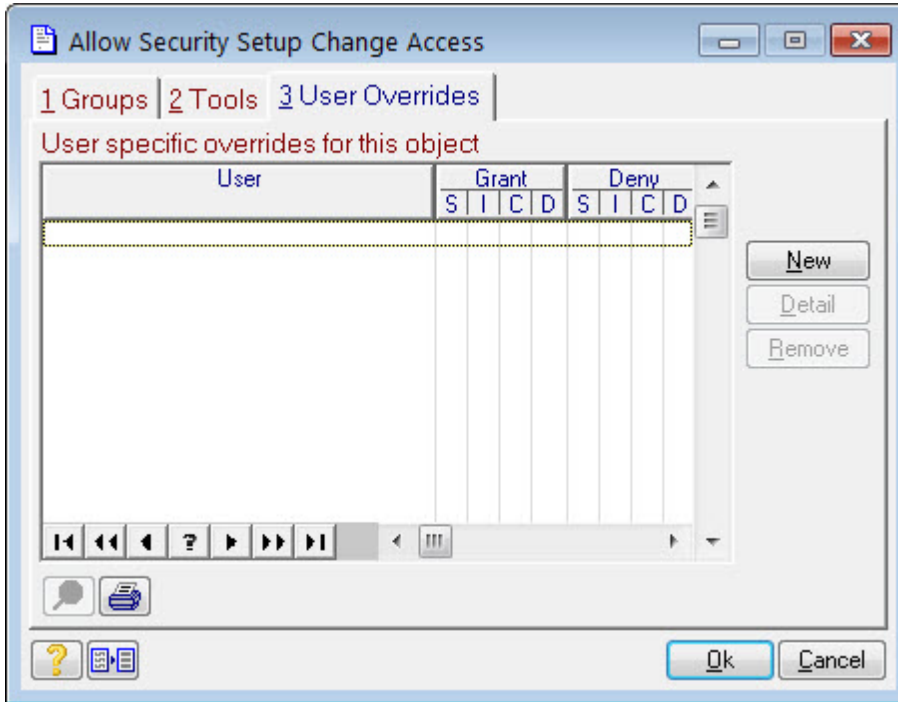 Allow Security Setup Change Access
1 Groups 2 Tools 3 User Overrides
User specific overrides for this object
User Grant Deny
S I C D S I C D
New
Detail
Remove
?
? Ok Cancel